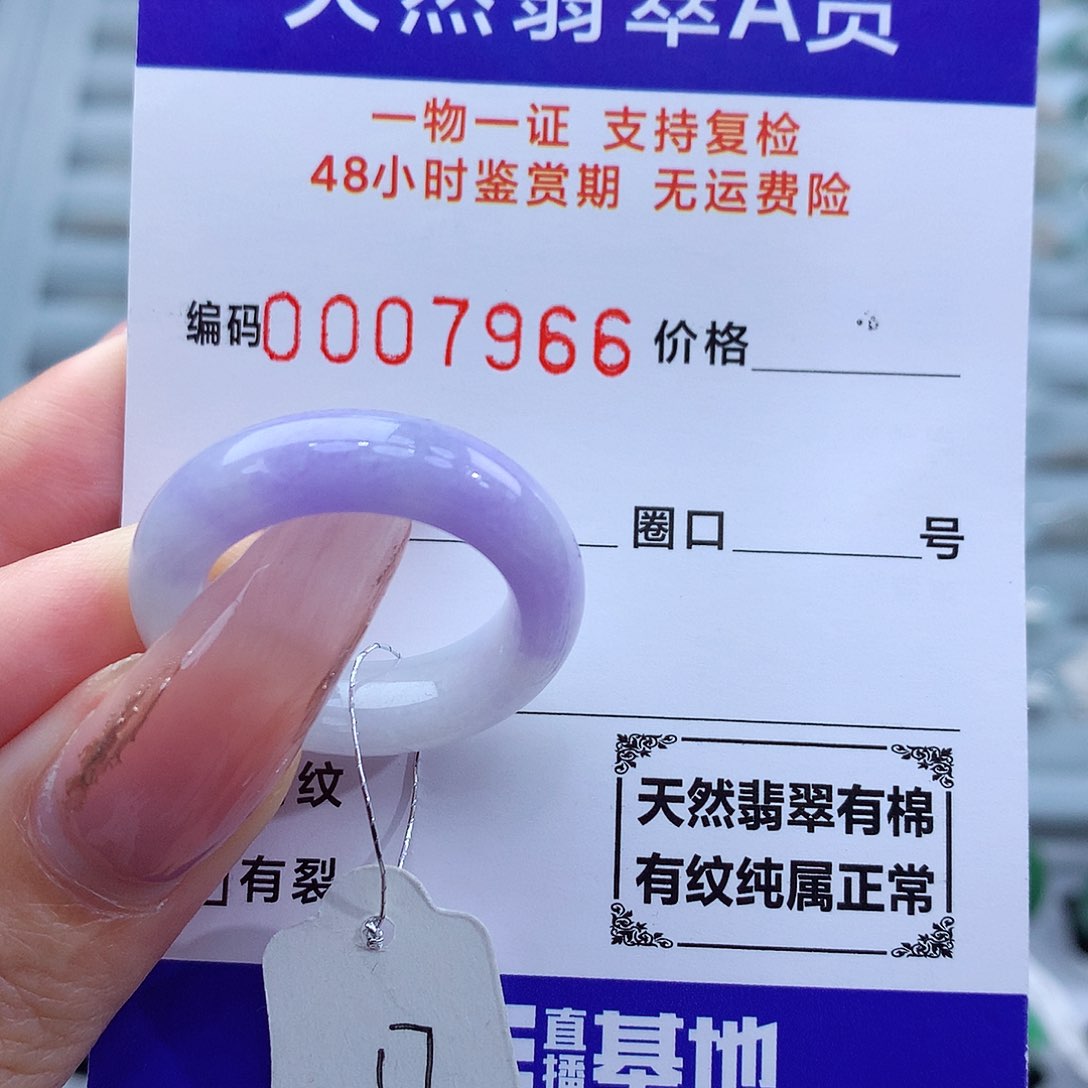 天然翡翠A货
一物一证 支持复检
48小时鉴赏期 无运费险
编码0007966 价格
圈口 号
纹
有裂
天然翡翠有棉
有纹纯属正常
直播基地